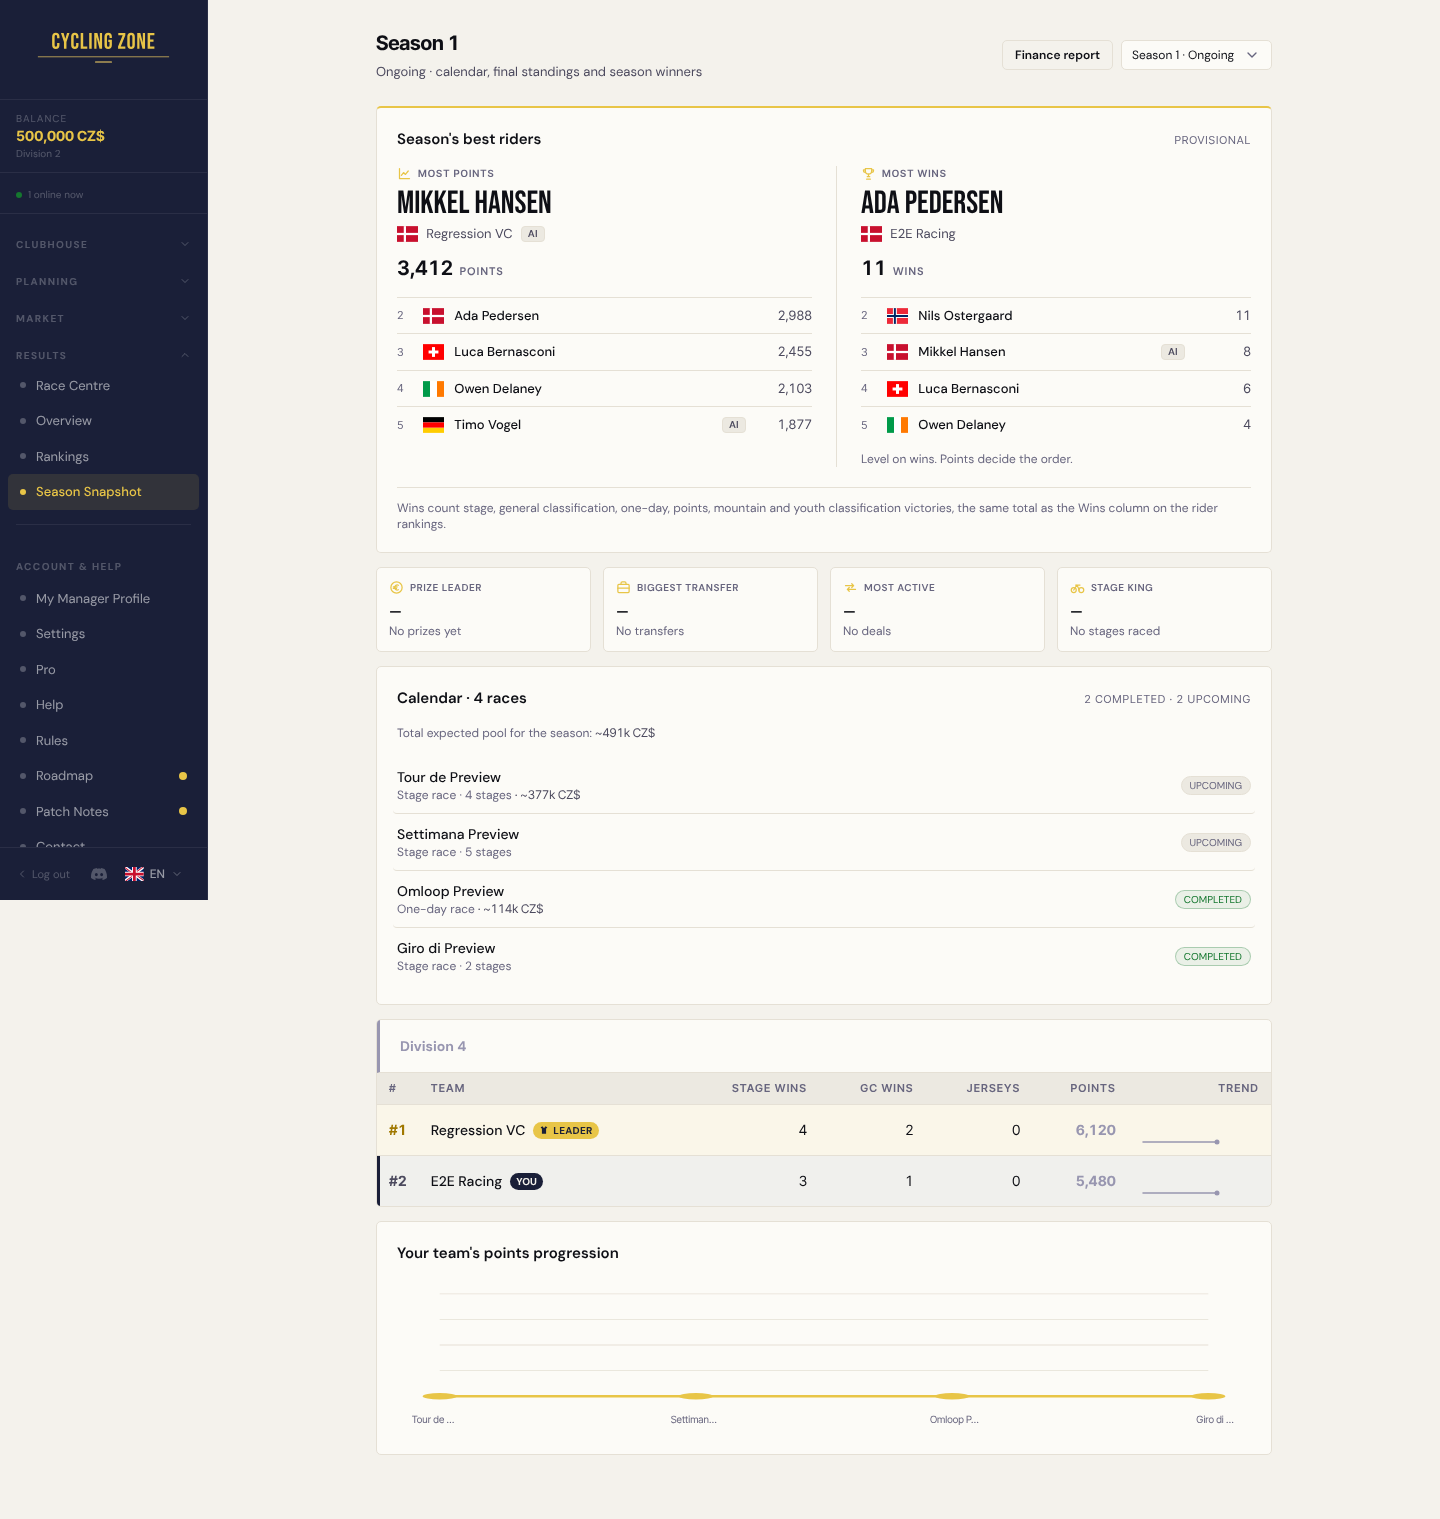 CYCLING ZONE
BALANCE
500,000 CZ$
Division 2
1 online now
CLUBHOUSE
PLANNING
MARKET
RESULTS
Race Centre
Overview
Rankings
Season Snapshot
ACCOUNT & HELP
My Manager Profile
Settings
Pro
Help
Rules
Roadmap
Patch Notes
Log out
EN
Season 1
Ongoing · calendar, final standings and season winners
Finance report
Season 1 · Ongoing
Season's best riders
PROVISIONAL
MOST POINTS
MIKKEL HANSEN
Regression VC AI
3,412 POINTS
2 Ada Pedersen 2,988
3 Luca Bernasconi 2,455
4 Owen Delaney 2,103
5 Timo Vogel AI 1,877
MOST WINS
ADA PEDERSEN
E2E Racing
11 WINS
2 Nils Ostergaard 11
3 Mikkel Hansen AI 8
4 Luca Bernasconi 6
5 Owen Delaney 4
Level on wins. Points decide the order.
Wins count stage, general classification, one-day, points, mountain and youth classification victories, the same total as the Wins column on the rider
rankings.
PRIZE LEADER
—
No prizes yet
BIGGEST TRANSFER
—
No transfers
MOST ACTIVE
—
No deals
STAGE KING
—
No stages raced
Calendar · 4 races
2 COMPLETED · 2 UPCOMING
Total expected pool for the season: ~491k CZ$
Tour de Preview
Stage race · 4 stages · ~377k CZ$
UPCOMING
Settimana Preview
Stage race · 5 stages
UPCOMING
Omloop Preview
One-day race · ~114k CZ$
COMPLETED
Giro di Preview
Stage race · 2 stages
COMPLETED
Division 4
# TEAM STAGE WINS GC WINS JERSEYS POINTS TREND
#1 Regression VC LEADER 4 2 0 6,120
#2 E2E Racing YOU 3 1 0 5,480
Your team's points progression
Tour de ... Settiman... Omloop P... Giro di ...